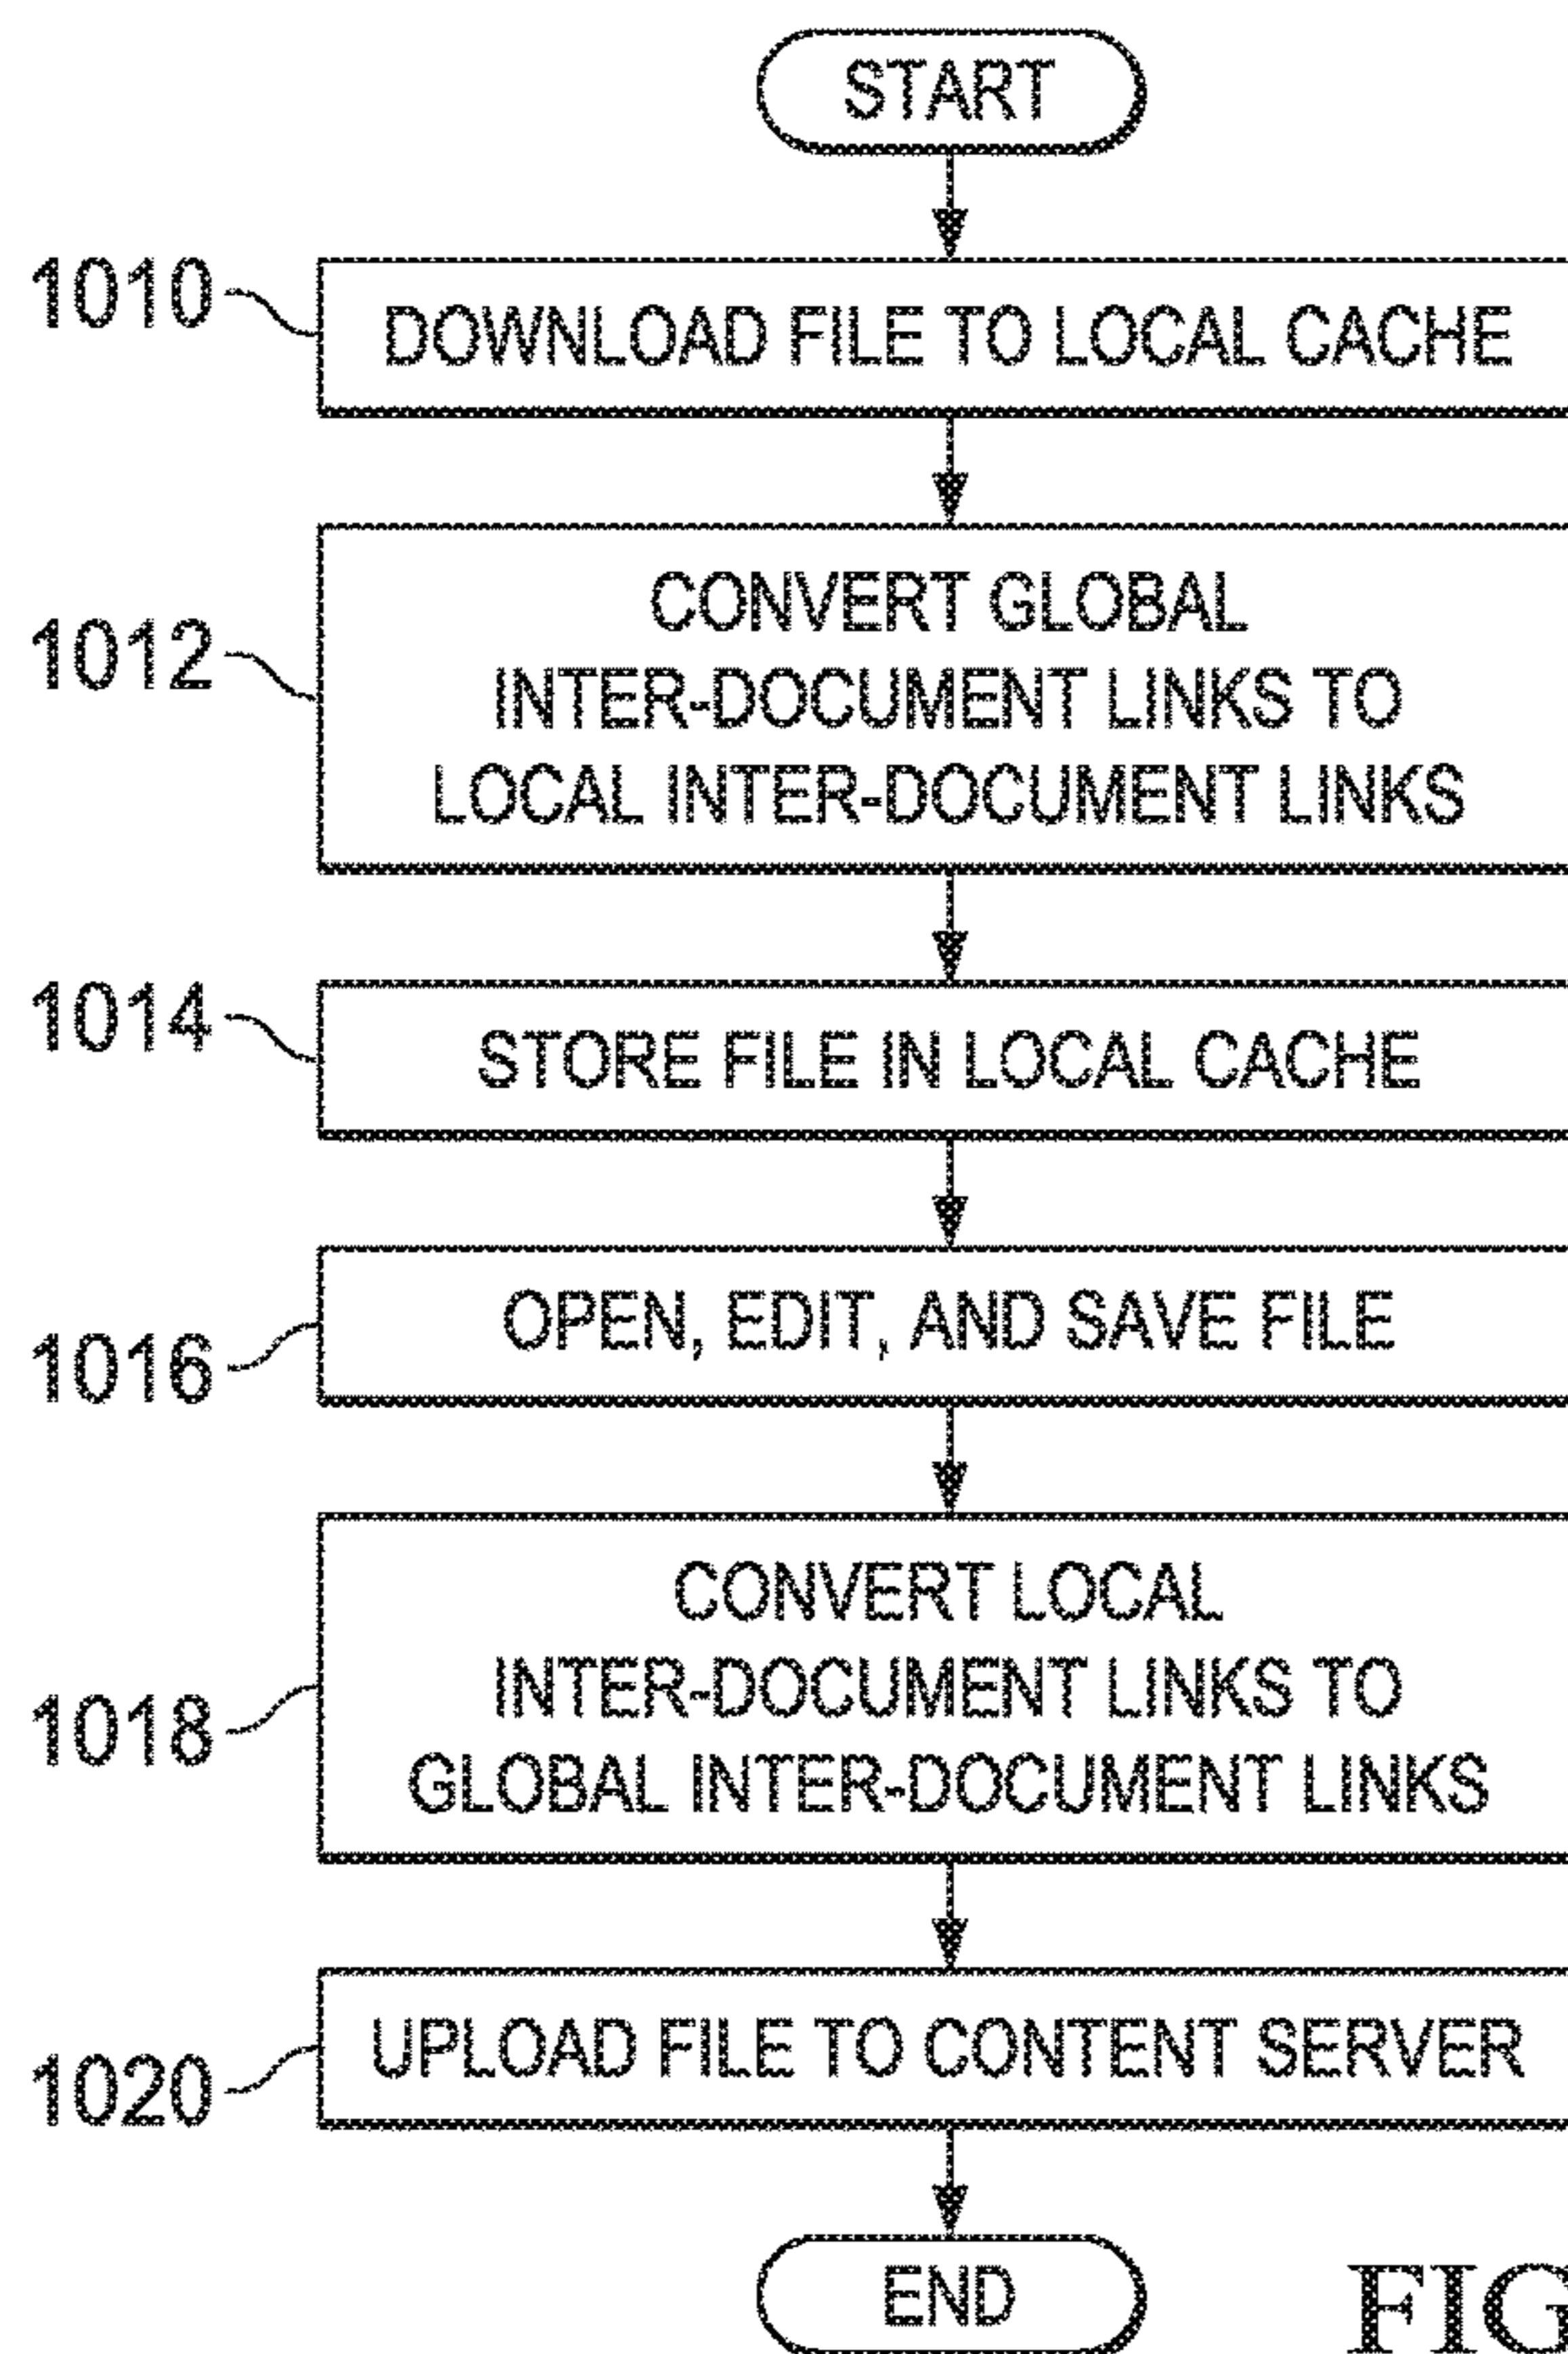 START
1010
DOWNLOAD FILE TO LOCAL CACHE
1012
CONVERT GLOBAL
INTER-DOCUMENT LINKS TO
LOCAL INTER-DOCUMENT LINKS
1014
STORE FILE IN LOCAL CACHE
1016
OPEN, EDIT, AND SAVE FILE
1018
CONVERT LOCAL
INTER-DOCUMENT LINKS TO
GLOBAL INTER-DOCUMENT LINKS
1020
UPLOAD FILE TO CONTENT SERVER
END
FIG